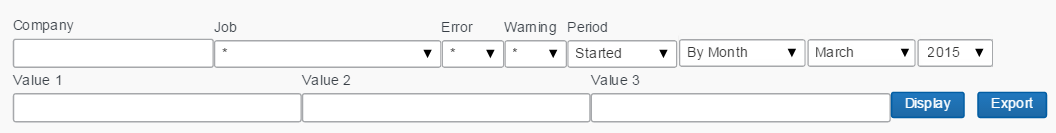 Company Job Error Warning Period
* * * Started By Month March 2015
Value 1 Value 2 Value 3
Display Export